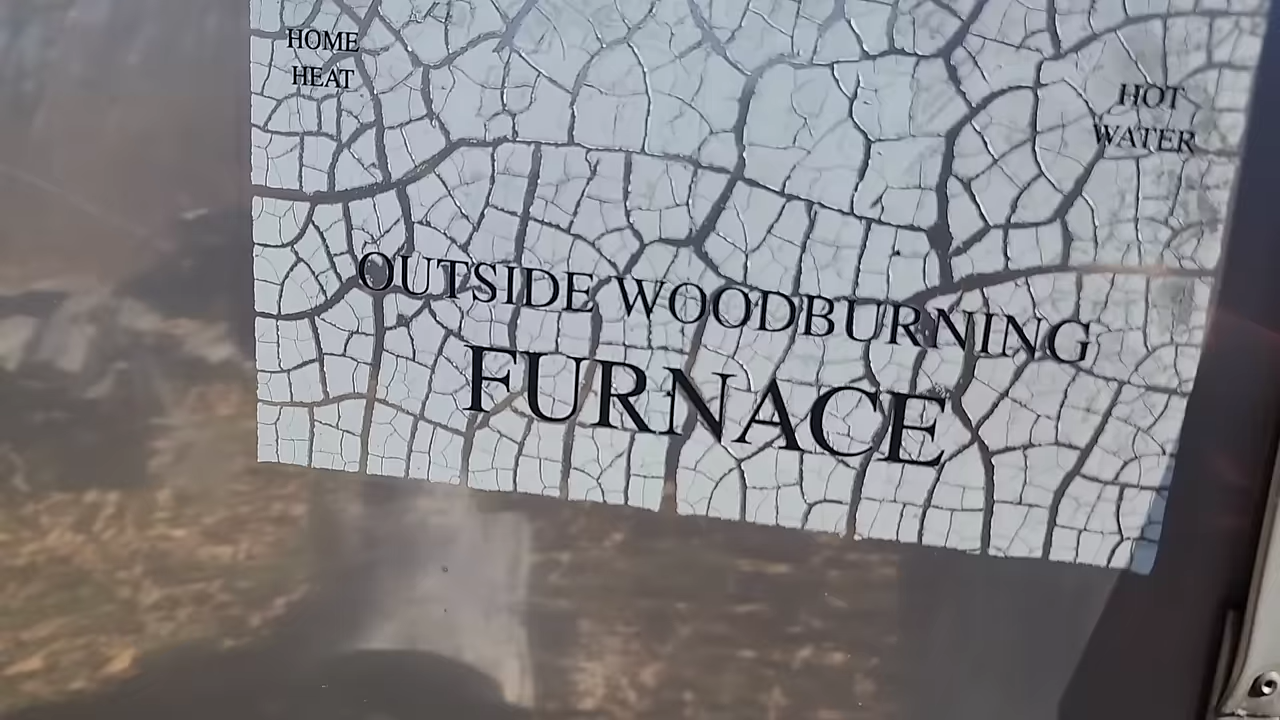 HOME
HEAT
HOT
WATER
OUTSIDE WOODBURNING
FURNACE